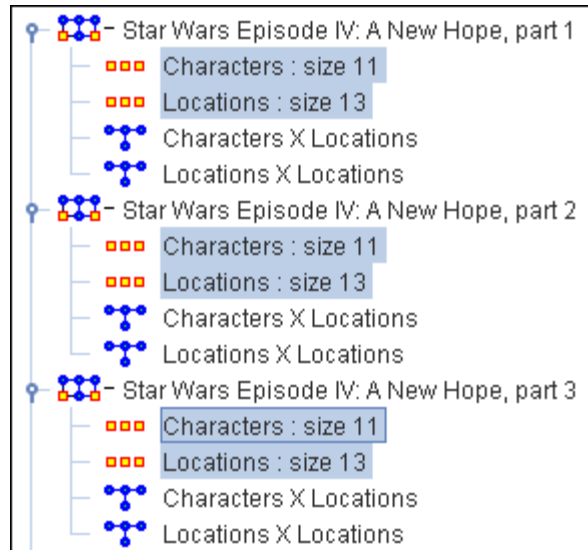 - Star Wars Episode IV: A New Hope, part 1
Characters : size 11
Locations : size 13
Characters X Locations
Locations X Locations
- Star Wars Episode IV: A New Hope, part 2
Characters : size 11
Locations : size 13
Characters X Locations
Locations X Locations
- Star Wars Episode IV: A New Hope, part 3
Characters : size 11
Locations : size 13
Characters X Locations
Locations X Locations